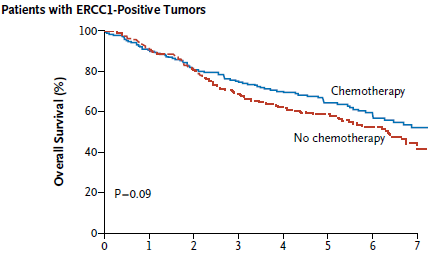 Patients with ERCC1-Positive Tumors
Overall Survival (%)
100
80
60
40
20
0
Chemotherapy
No chemotherapy
P=0.09
0 1 2 3 4 5 6 7